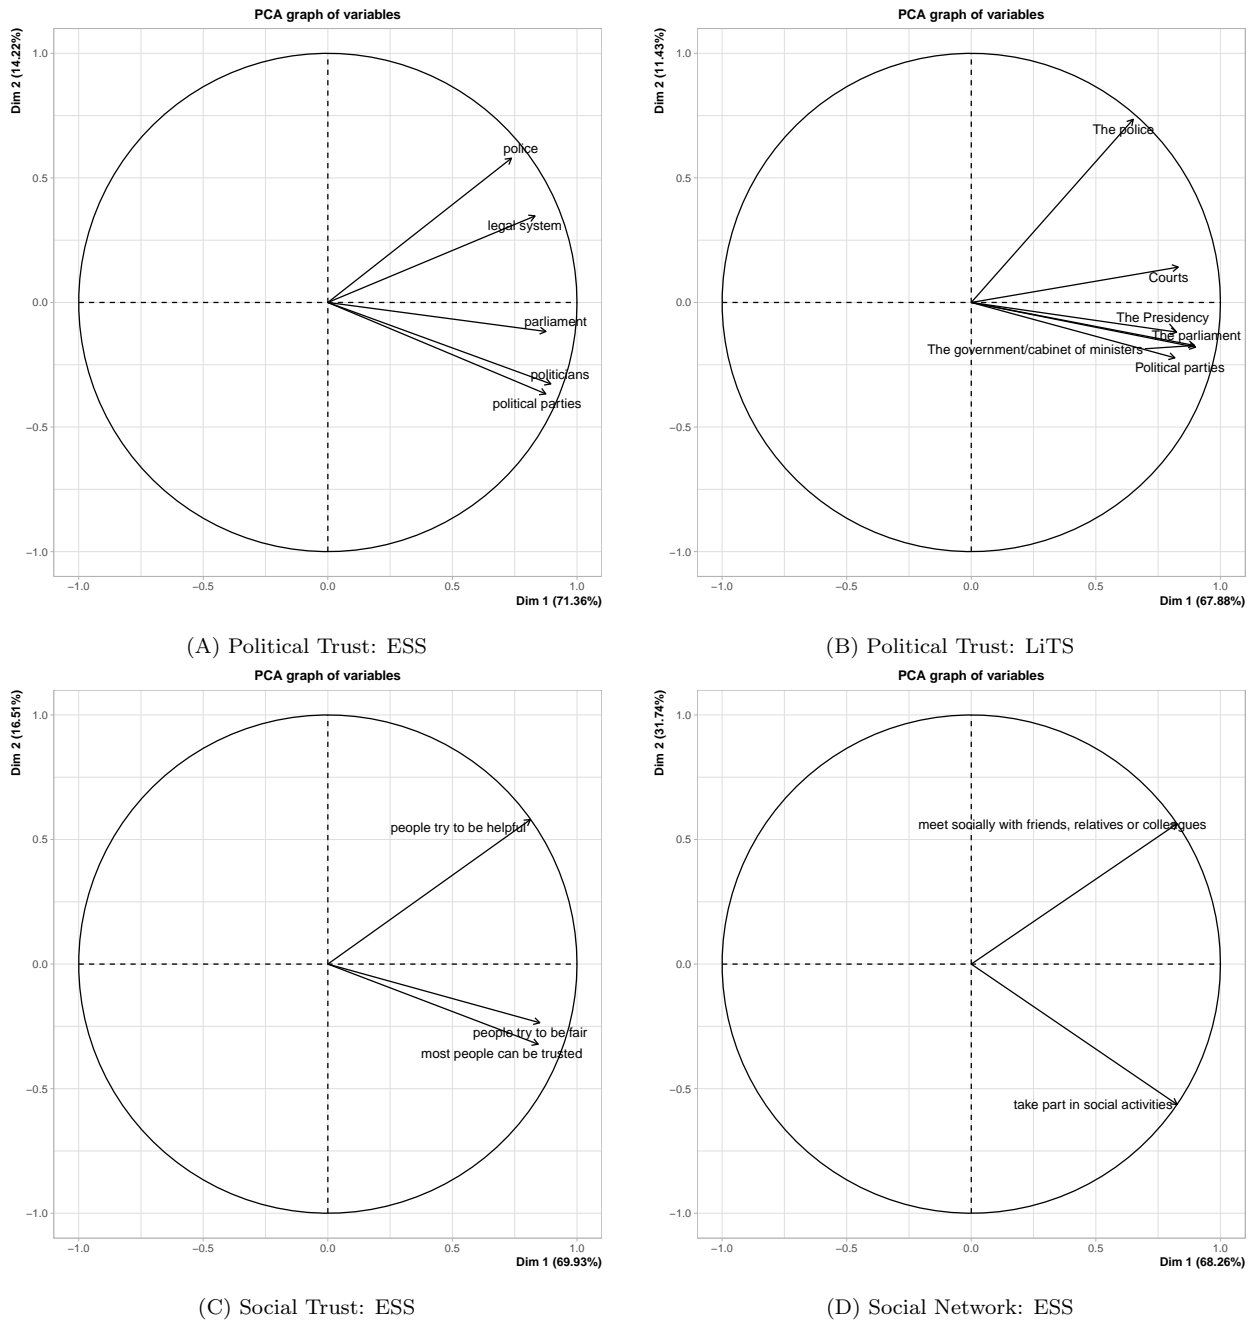 PCA graph of variables
Dim 2 (14.22%)
1.0
0.5
0.0
−0.5
−1.0
police
legal system
parliament
politicians
political parties
−1.0 −0.5 0.0 0.5 1.0
Dim 1 (71.36%)
(A) Political Trust: ESS
PCA graph of variables
Dim 2 (11.43%)
1.0
0.5
0.0
−0.5
−1.0
The police
Courts
The Presidency
The parliament
The government/cabinet of ministers
Political parties
−1.0 −0.5 0.0 0.5 1.0
Dim 1 (67.88%)
(B) Political Trust: LiTS
PCA graph of variables
Dim 2 (16.51%)
1.0
0.5
0.0
−0.5
−1.0
people try to be helpful
people try to be fair
most people can be trusted
−1.0 −0.5 0.0 0.5 1.0
Dim 1 (69.93%)
(C) Social Trust: ESS
PCA graph of variables
Dim 2 (31.74%)
1.0
0.5
0.0
−0.5
−1.0
meet socially with friends, relatives or colleagues
take part in social activities
−1.0 −0.5 0.0 0.5 1.0
Dim 1 (68.26%)
(D) Social Network: ESS